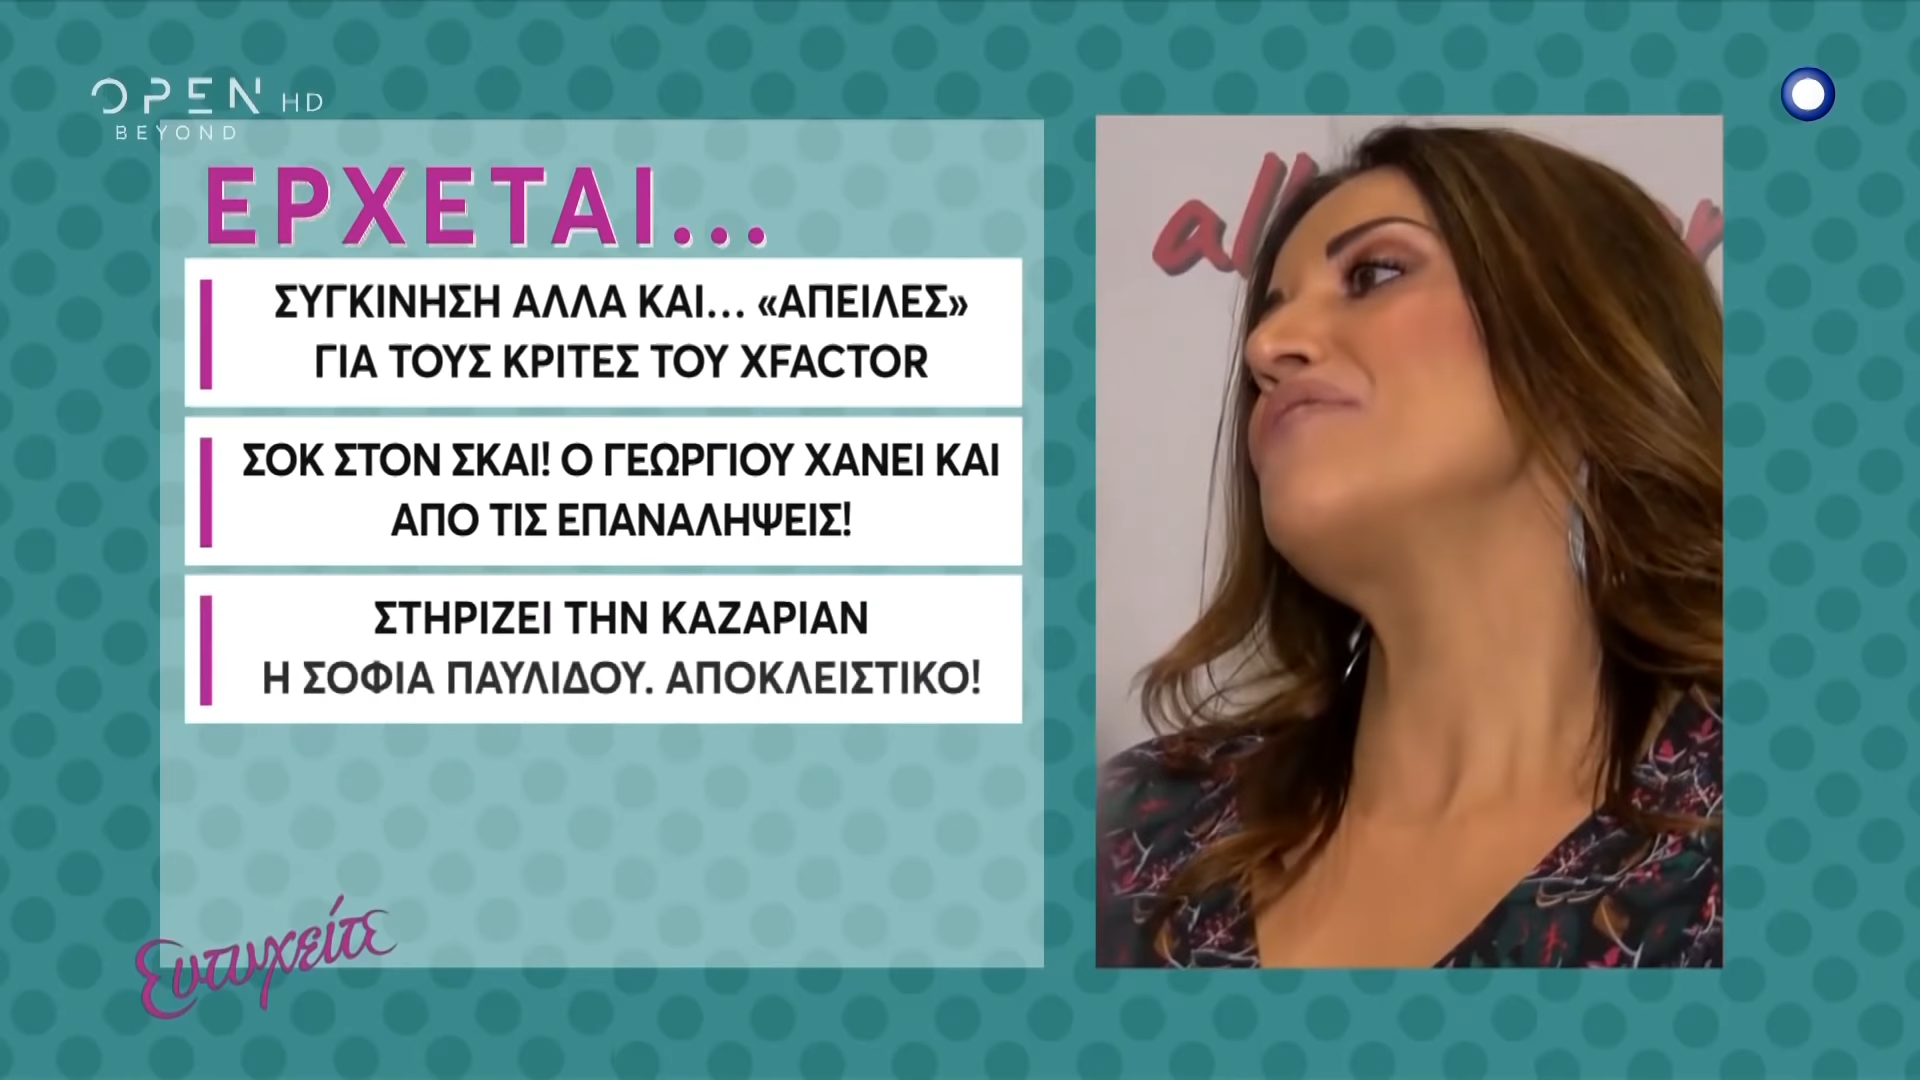 OPEN HD
BEYOND
ΕΡΧΕΤΑΙ...
ΣΥΓΚΙΝΗΣΗ ΑΛΛΑ ΚΑΙ... «ΑΠΕΙΛΕΣ»
ΓΙΑ ΤΟΥΣ ΚΡΙΤΕΣ ΤΟΥ XFACTOR
ΣΟΚ ΣΤΟΝ ΣΚΑΙ! Ο ΓΕΩΡΓΙΟΥ ΧΑΝΕΙ ΚΑΙ
ΑΠΟ ΤΙΣ ΕΠΑΝΑΛΗΨΕΙΣ!
ΣΤΗΡΙΖΕΙ ΤΗΝ ΚΑΖΑΡΙΑΝ
Η ΣΟΦΙΑ ΠΑΥΛΙΔΟΥ. ΑΠΟΚΛΕΙΣΤΙΚΟ!
Ευτυχείτε